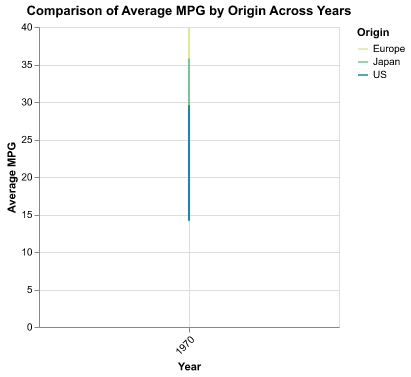 Comparison of Average MPG by Origin Across Years
Origin
Europe
Japan
US
Average MPG
40
35
30
25
20
15
10
5
0
1970
Year